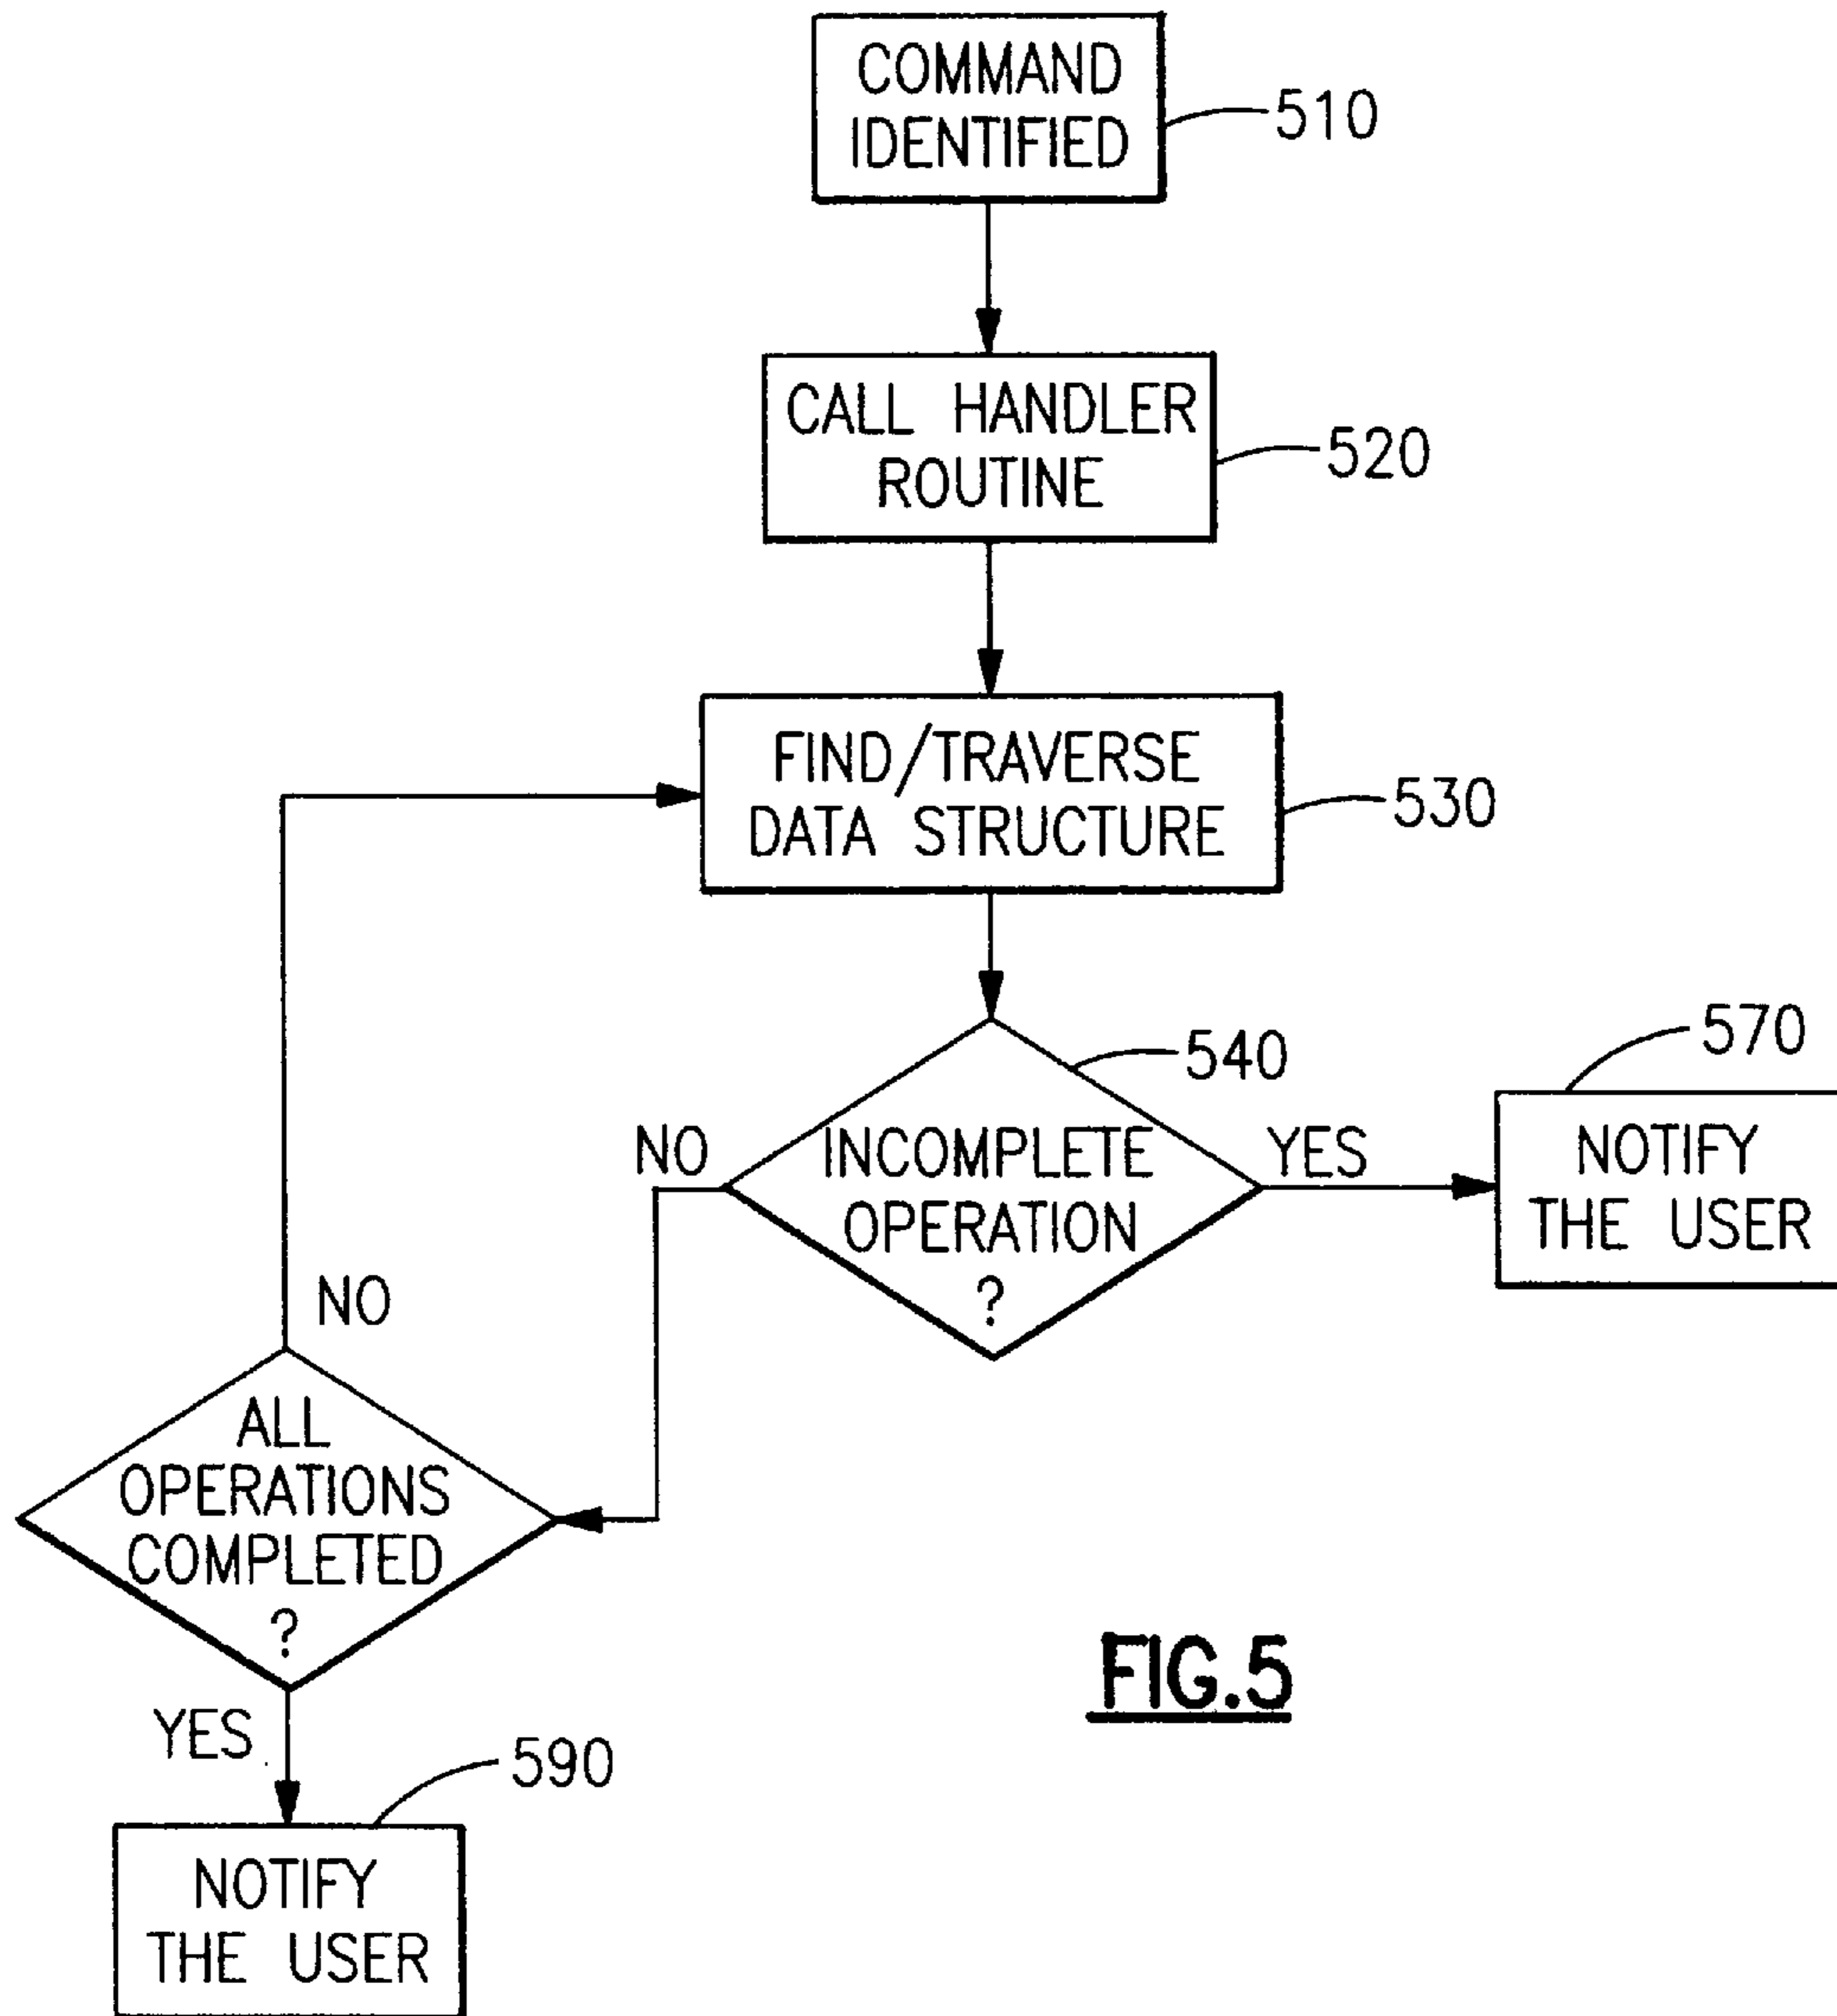 COMMAND
IDENTIFIED
510
CALL HANDLER
ROUTINE
520
FIND/TRAVERSE
DATA STRUCTURE
530
540
570
NO
INCOMPLETE
OPERATION
?
YES
NOTIFY
THE USER
NO
ALL
OPERATIONS
COMPLETED
?
YES
590
NOTIFY
THE USER
FIG.5